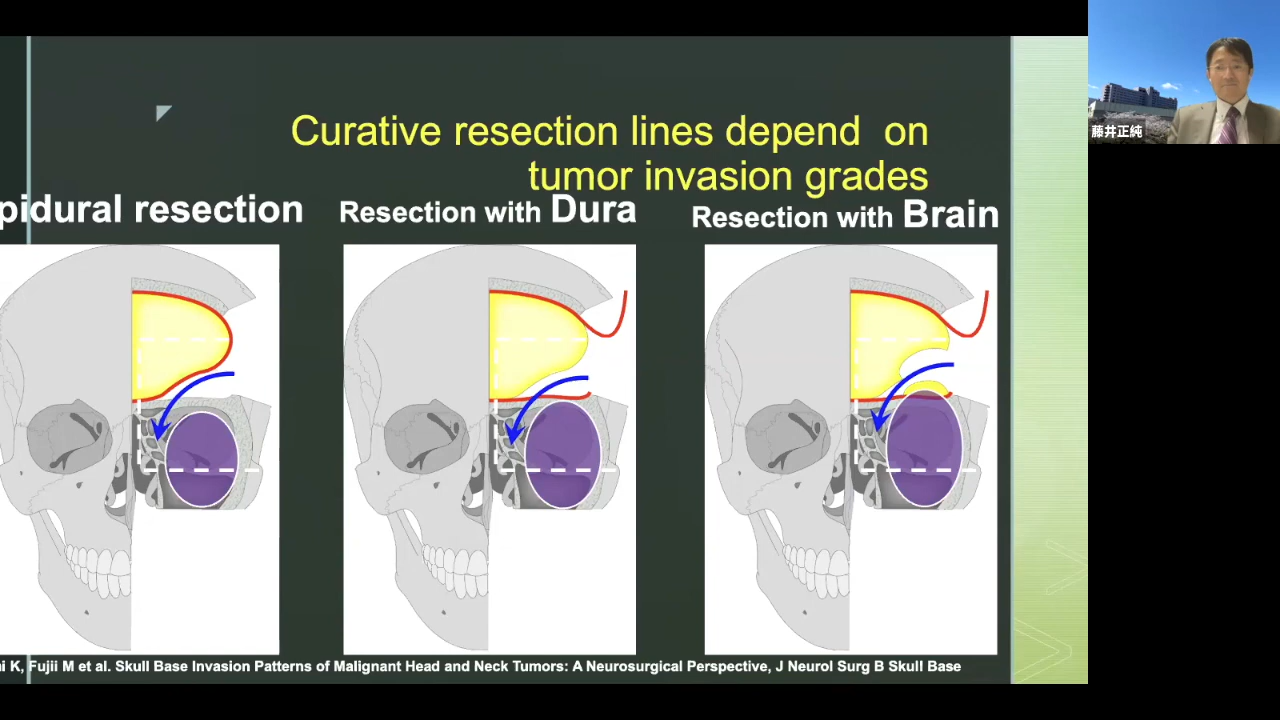 Curative resection lines depend on
tumor invasion grades
pidural resection
Resection with Dura
Resection with Brain
藤井正純
i K, Fujii M et al. Skull Base Invasion Patterns of Malignant Head and Neck Tumors: A Neurosurgical Perspective, J Neurol Surg B Skull Base